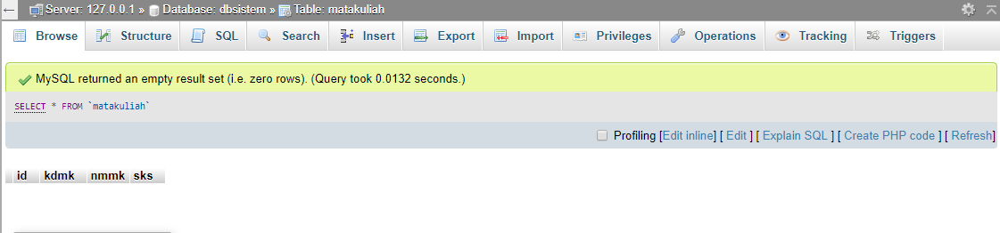 Server: 127.0.0.1 » Database: dbsistem » Table: matakuliah
Browse Structure SQL Search Insert Export Import Privileges Operations Tracking Triggers
MySQL returned an empty result set (i.e. zero rows). (Query took 0.0132 seconds.)
SELECT * FROM `matakuliah`
Profiling [Edit inline] [ Edit ] [ Explain SQL ] [ Create PHP code ] [ Refresh]
id kdmk nmmk sks